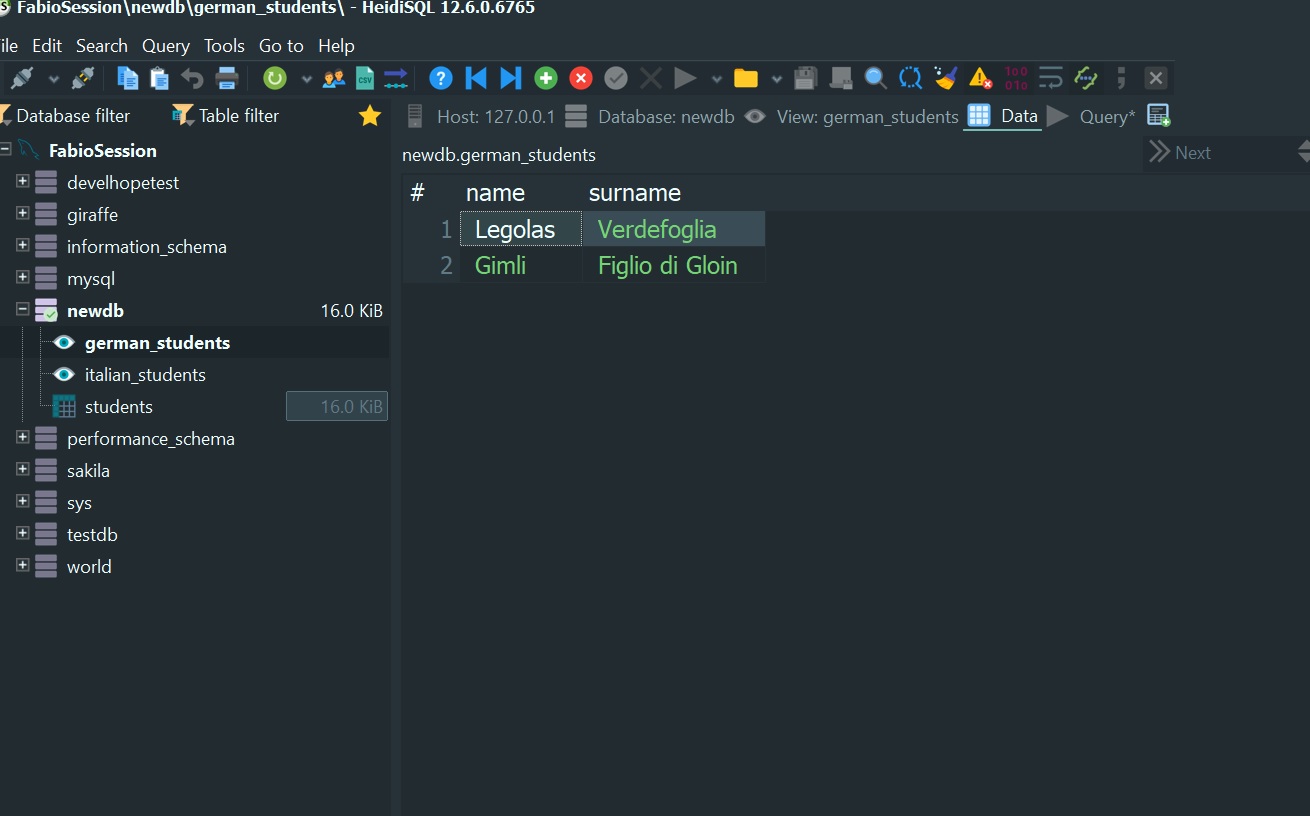 FabioSession\newdb\german_students\ - HeidiSQL 12.6.0.6765
ile Edit Search Query Tools Go to Help
CSV
100
010
Database filter Table filter
Host: 127.0.0.1 Database: newdb View: german_students Data Query*
FabioSession
newdb.german_students Next
develhopetest
# name surname
giraffe
1 Legolas Verdefoglia
information_schema
2 Gimli Figlio di Gloin
mysql
newdb 16.0 KiB
german_students
italian_students
students 16.0 KiB
performance_schema
sakila
sys
testdb
world